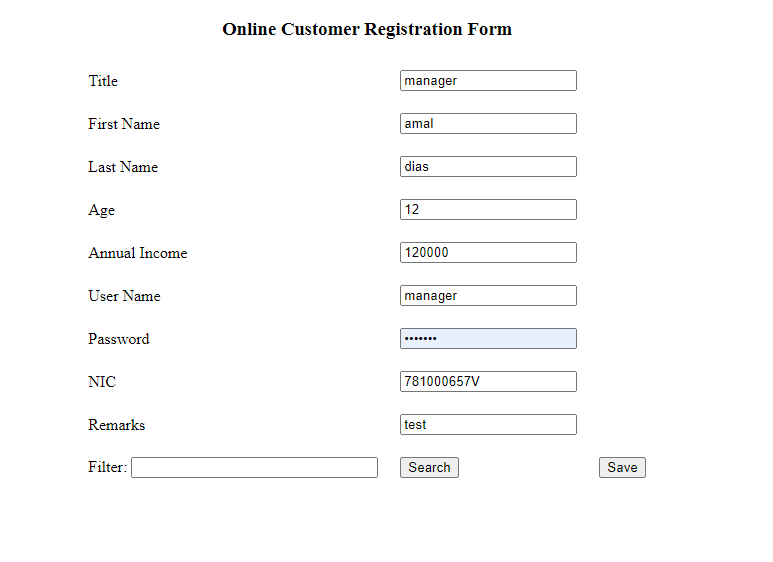 Online Customer Registration Form
Title manager
First Name amal
Last Name dias
Age 12
Annual Income 120000
User Name manager
Password •••••••
NIC 781000657V
Remarks test
Filter: Search Save